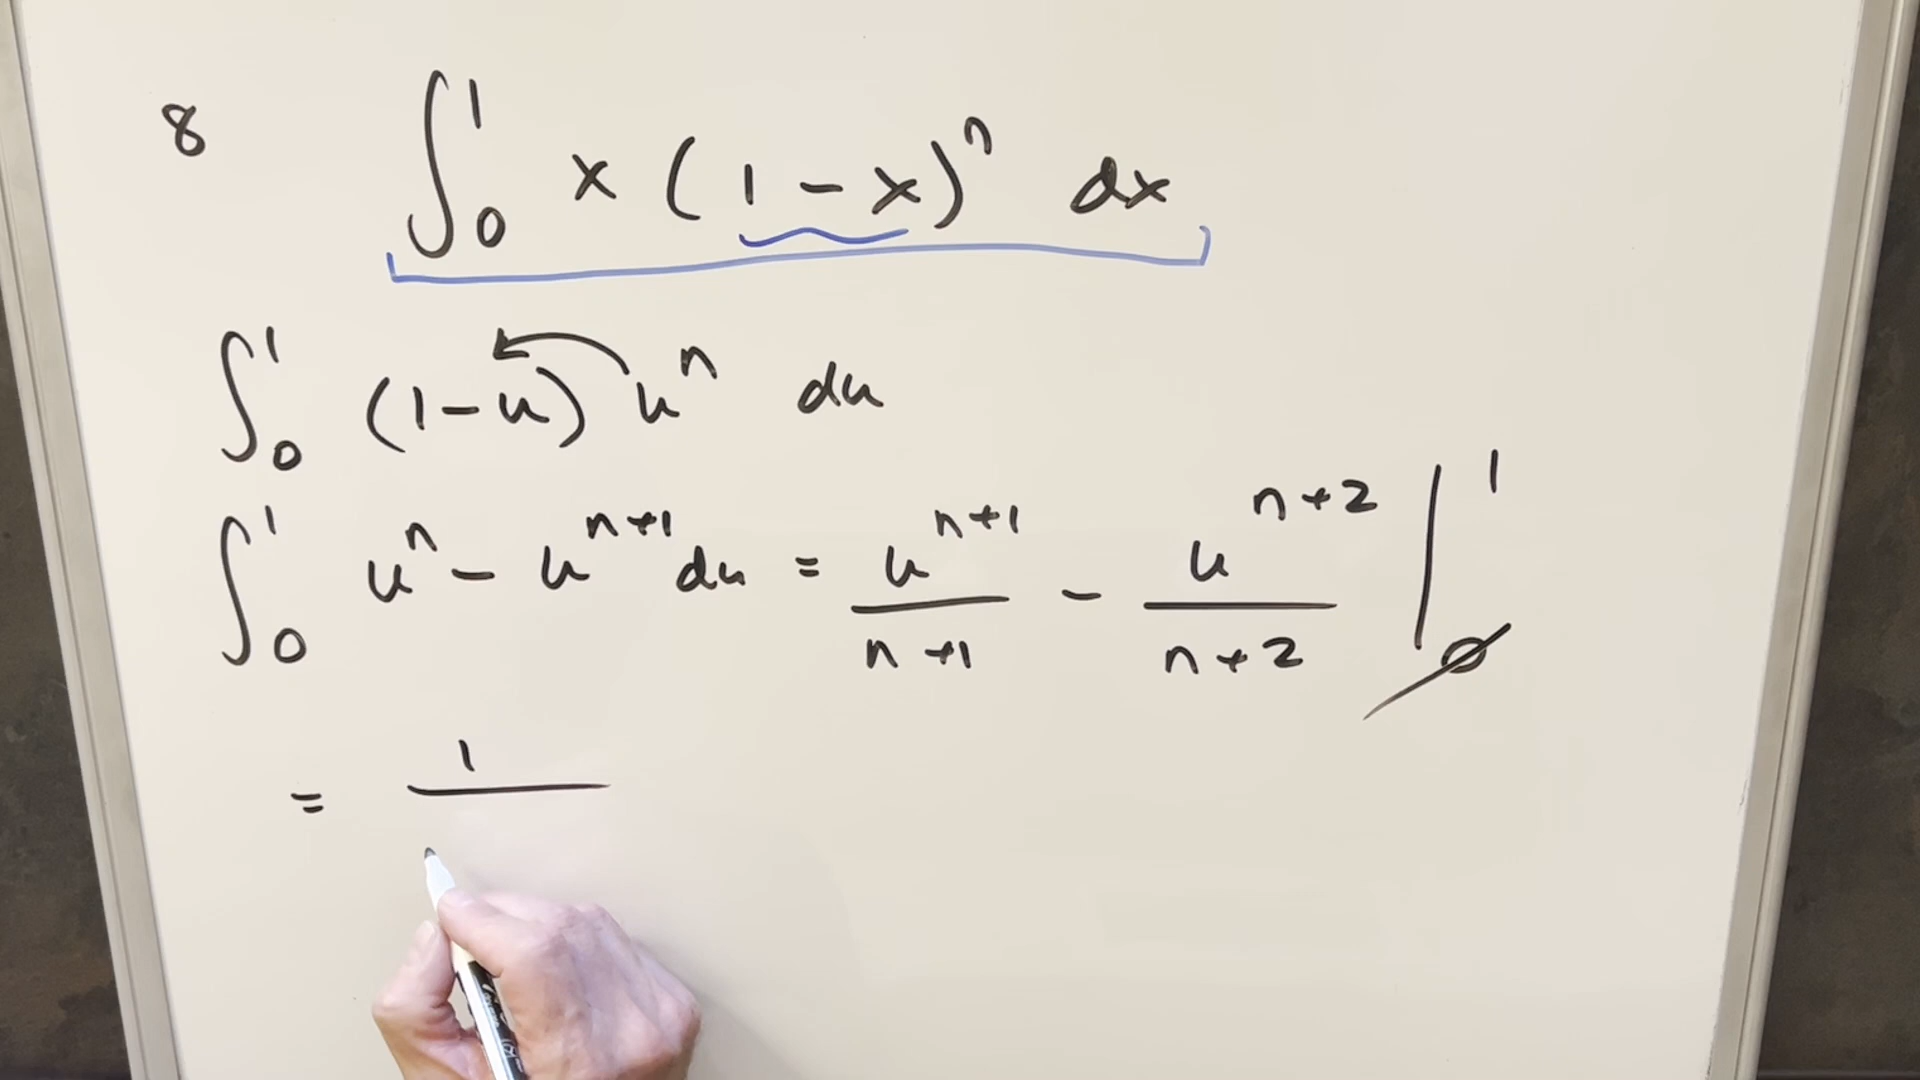 8 ∫₀¹ x (1 - x)ⁿ dx
∫₀¹ (1-u) uⁿ du
∫₀¹ uⁿ - uⁿ⁺¹ du = uⁿ⁺¹/n+1 - uⁿ⁺²/n+2 |₀¹
= 1/